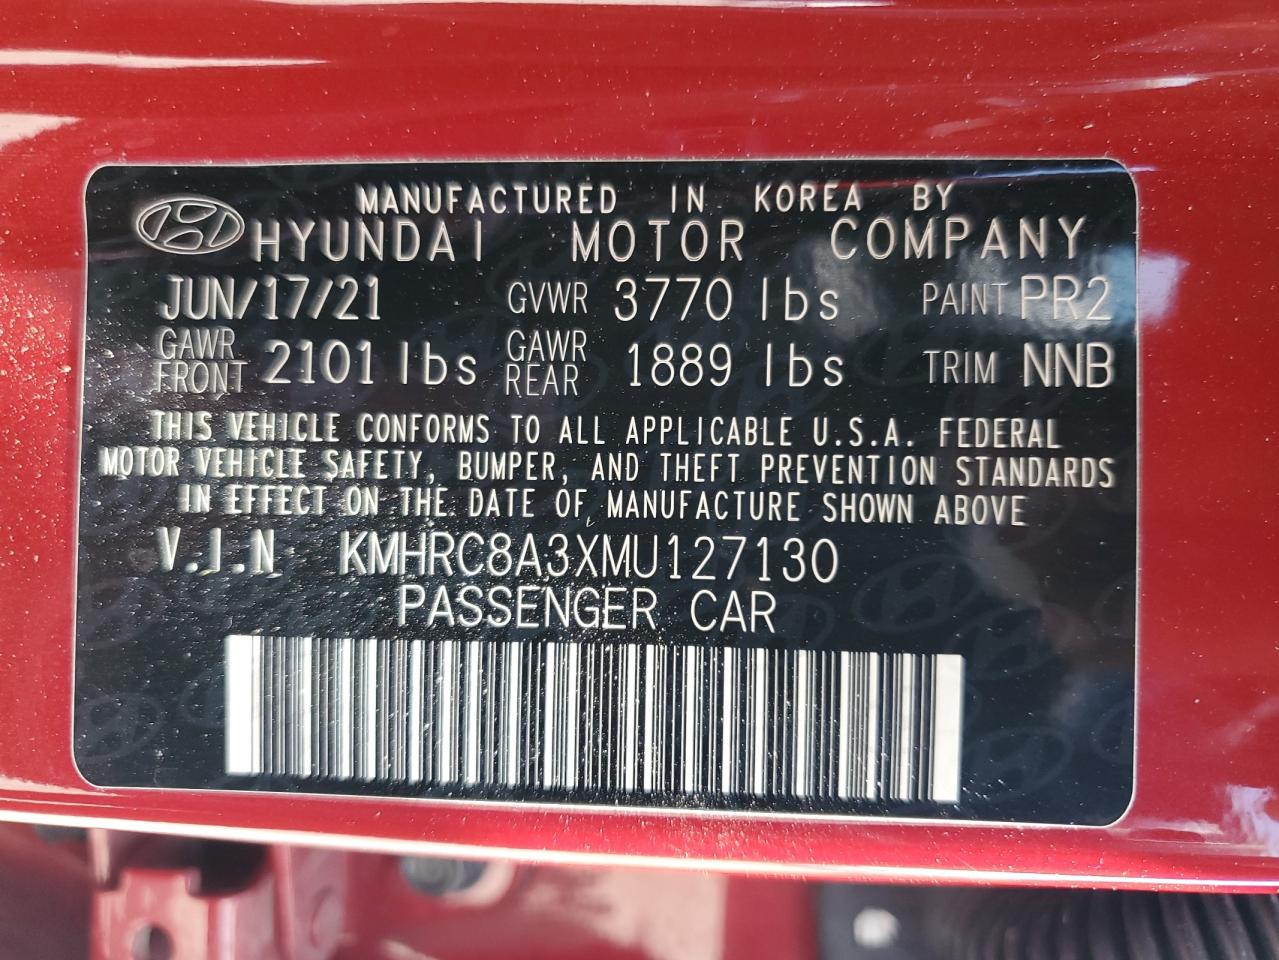 MANUFACTURED IN KOREA BY
HYUNDAI MOTOR COMPANY
JUN/17/21 GVWR 3770 lbs PAINT PR2
GAWR FRONT 2101 lbs GAWR REAR 1889 lbs TRIM NNB
THIS VEHICLE CONFORMS TO ALL APPLICABLE U.S.A. FEDERAL
MOTOR VEHICLE SAFETY, BUMPER, AND THEFT PREVENTION STANDARDS
IN EFFECT ON THE DATE OF MANUFACTURE SHOWN ABOVE
V.I.N KMHRC8A3XMU127130
PASSENGER CAR